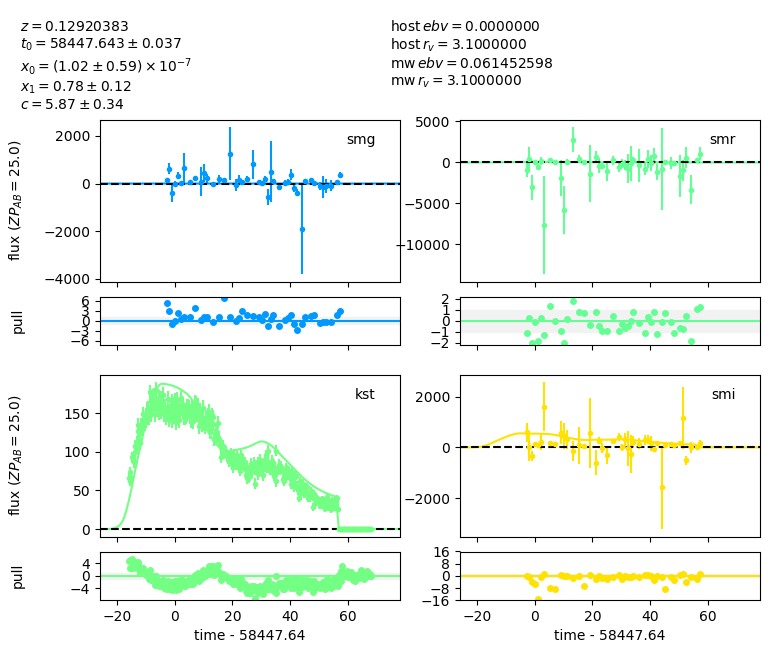 z = 0.12920383
t₀ = 58447.643 ± 0.037
x₀ = (1.02 ± 0.59) × 10⁻⁷
x₁ = 0.78 ± 0.12
c = 5.87 ± 0.34
host ebv = 0.0000000
host r_v = 3.1000000
mw ebv = 0.061452598
mw r_v = 3.1000000
flux (ZP_AB = 25.0)
2000
0
−2000
−4000
smg
5000
0
−5000
−10000
smr
pull
6
3
1
0
−1
−3
−6
2
1
0
−1
−2
flux (ZP_AB = 25.0)
150
100
50
0
kst
2000
0
−2000
smi
pull
4
0
−4
−20
0
20
40
60
time - 58447.64
16
8
0
−8
−16
−20
0
20
40
60
time - 58447.64